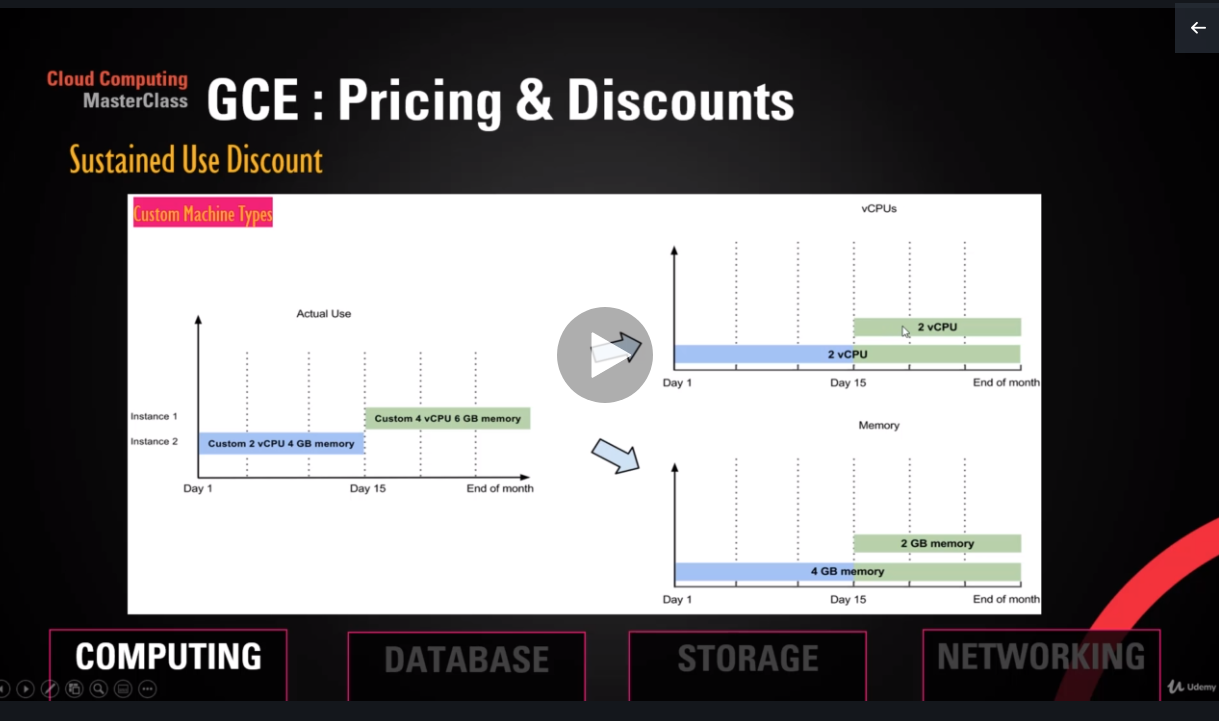 Cloud Computing
MasterClass
GCE : Pricing & Discounts
Sustained Use Discount
Custom Machine Types
Actual Use
Instance 1
Custom 4 vCPU 6 GB memory
Instance 2
Custom 2 vCPU 4 GB memory
Day 1
Day 15
End of month
vCPUs
2 vCPU
2 vCPU
Day 1
Day 15
End of month
Memory
2 GB memory
4 GB memory
Day 1
Day 15
End of month
COMPUTING
DATABASE
STORAGE
NETWORKING
Udemy